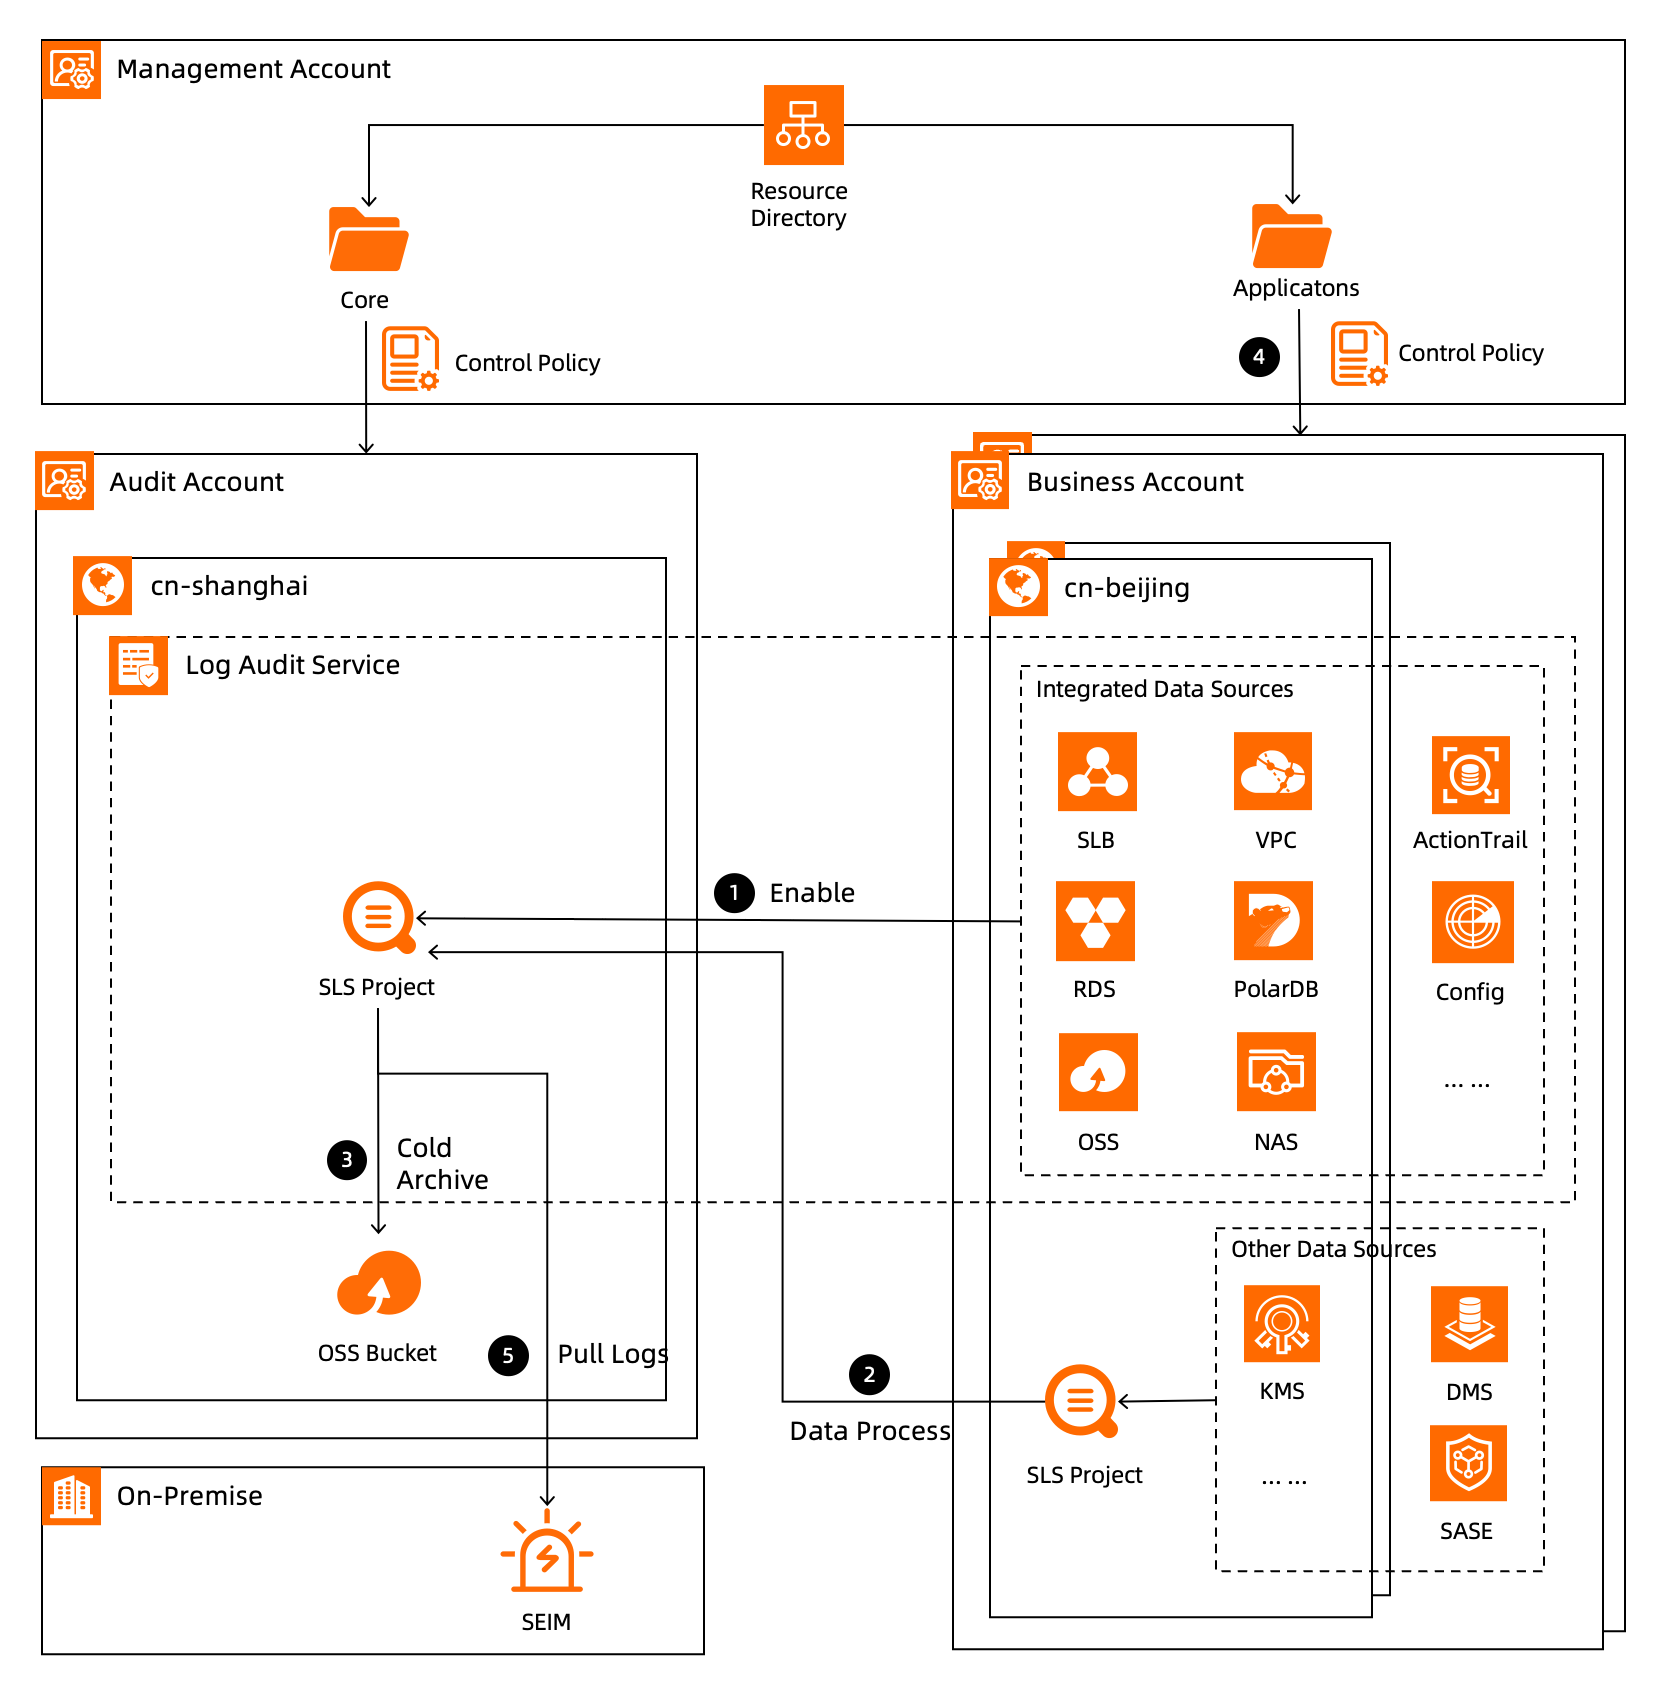 Management Account
Resource
Directory
Core
Applicatons
Control Policy
4
Control Policy
Audit Account
Business Account
cn-shanghai
cn-beijing
Log Audit Service
Integrated Data Sources
SLB
VPC
ActionTrail
1
Enable
SLS Project
RDS
PolarDB
Config
... ...
OSS
NAS
3
Cold
Archive
Other Data Sources
OSS Bucket
5
Pull Logs
2
Data Process
KMS
DMS
SLS Project
... ...
SASE
On-Premise
SEIM